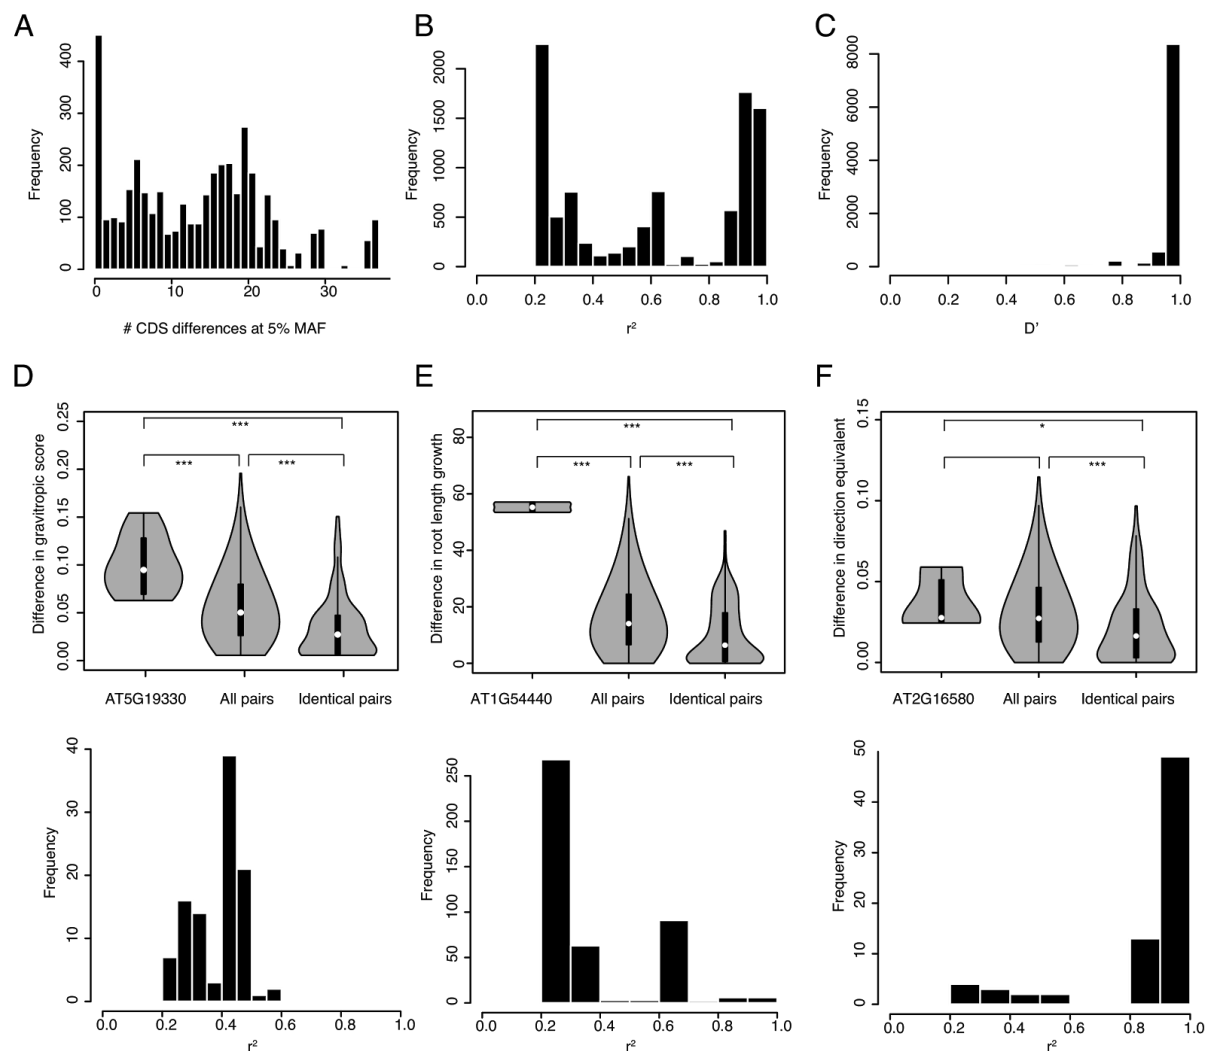 A
B
C
Frequency
0 100 200 300 400
0 10 20 30
# CDS differences at 5% MAF
Frequency
0 500 1000 1500 2000
0.0 0.2 0.4 0.6 0.8 1.0
r²
Frequency
0 2000 4000 6000 8000
0.0 0.2 0.4 0.6 0.8 1.0
D’
D
E
F
Difference in gravitropic score
0.00 0.05 0.10 0.15 0.20 0.25
***
*** ***
AT5G19330 All pairs Identical pairs
Difference in root length growth
0 20 40 60 80
***
*** ***
AT1G54440 All pairs Identical pairs
Difference in direction equivalent
0.00 0.05 0.10 0.15
*
***
AT2G16580 All pairs Identical pairs
Frequency
0 10 20 30 40
0.0 0.2 0.4 0.6 0.8 1.0
r²
Frequency
0 50 100 150 200 250
0.0 0.2 0.4 0.6 0.8 1.0
r²
Frequency
0 10 20 30 40 50
0.0 0.2 0.4 0.6 0.8 1.0
r²